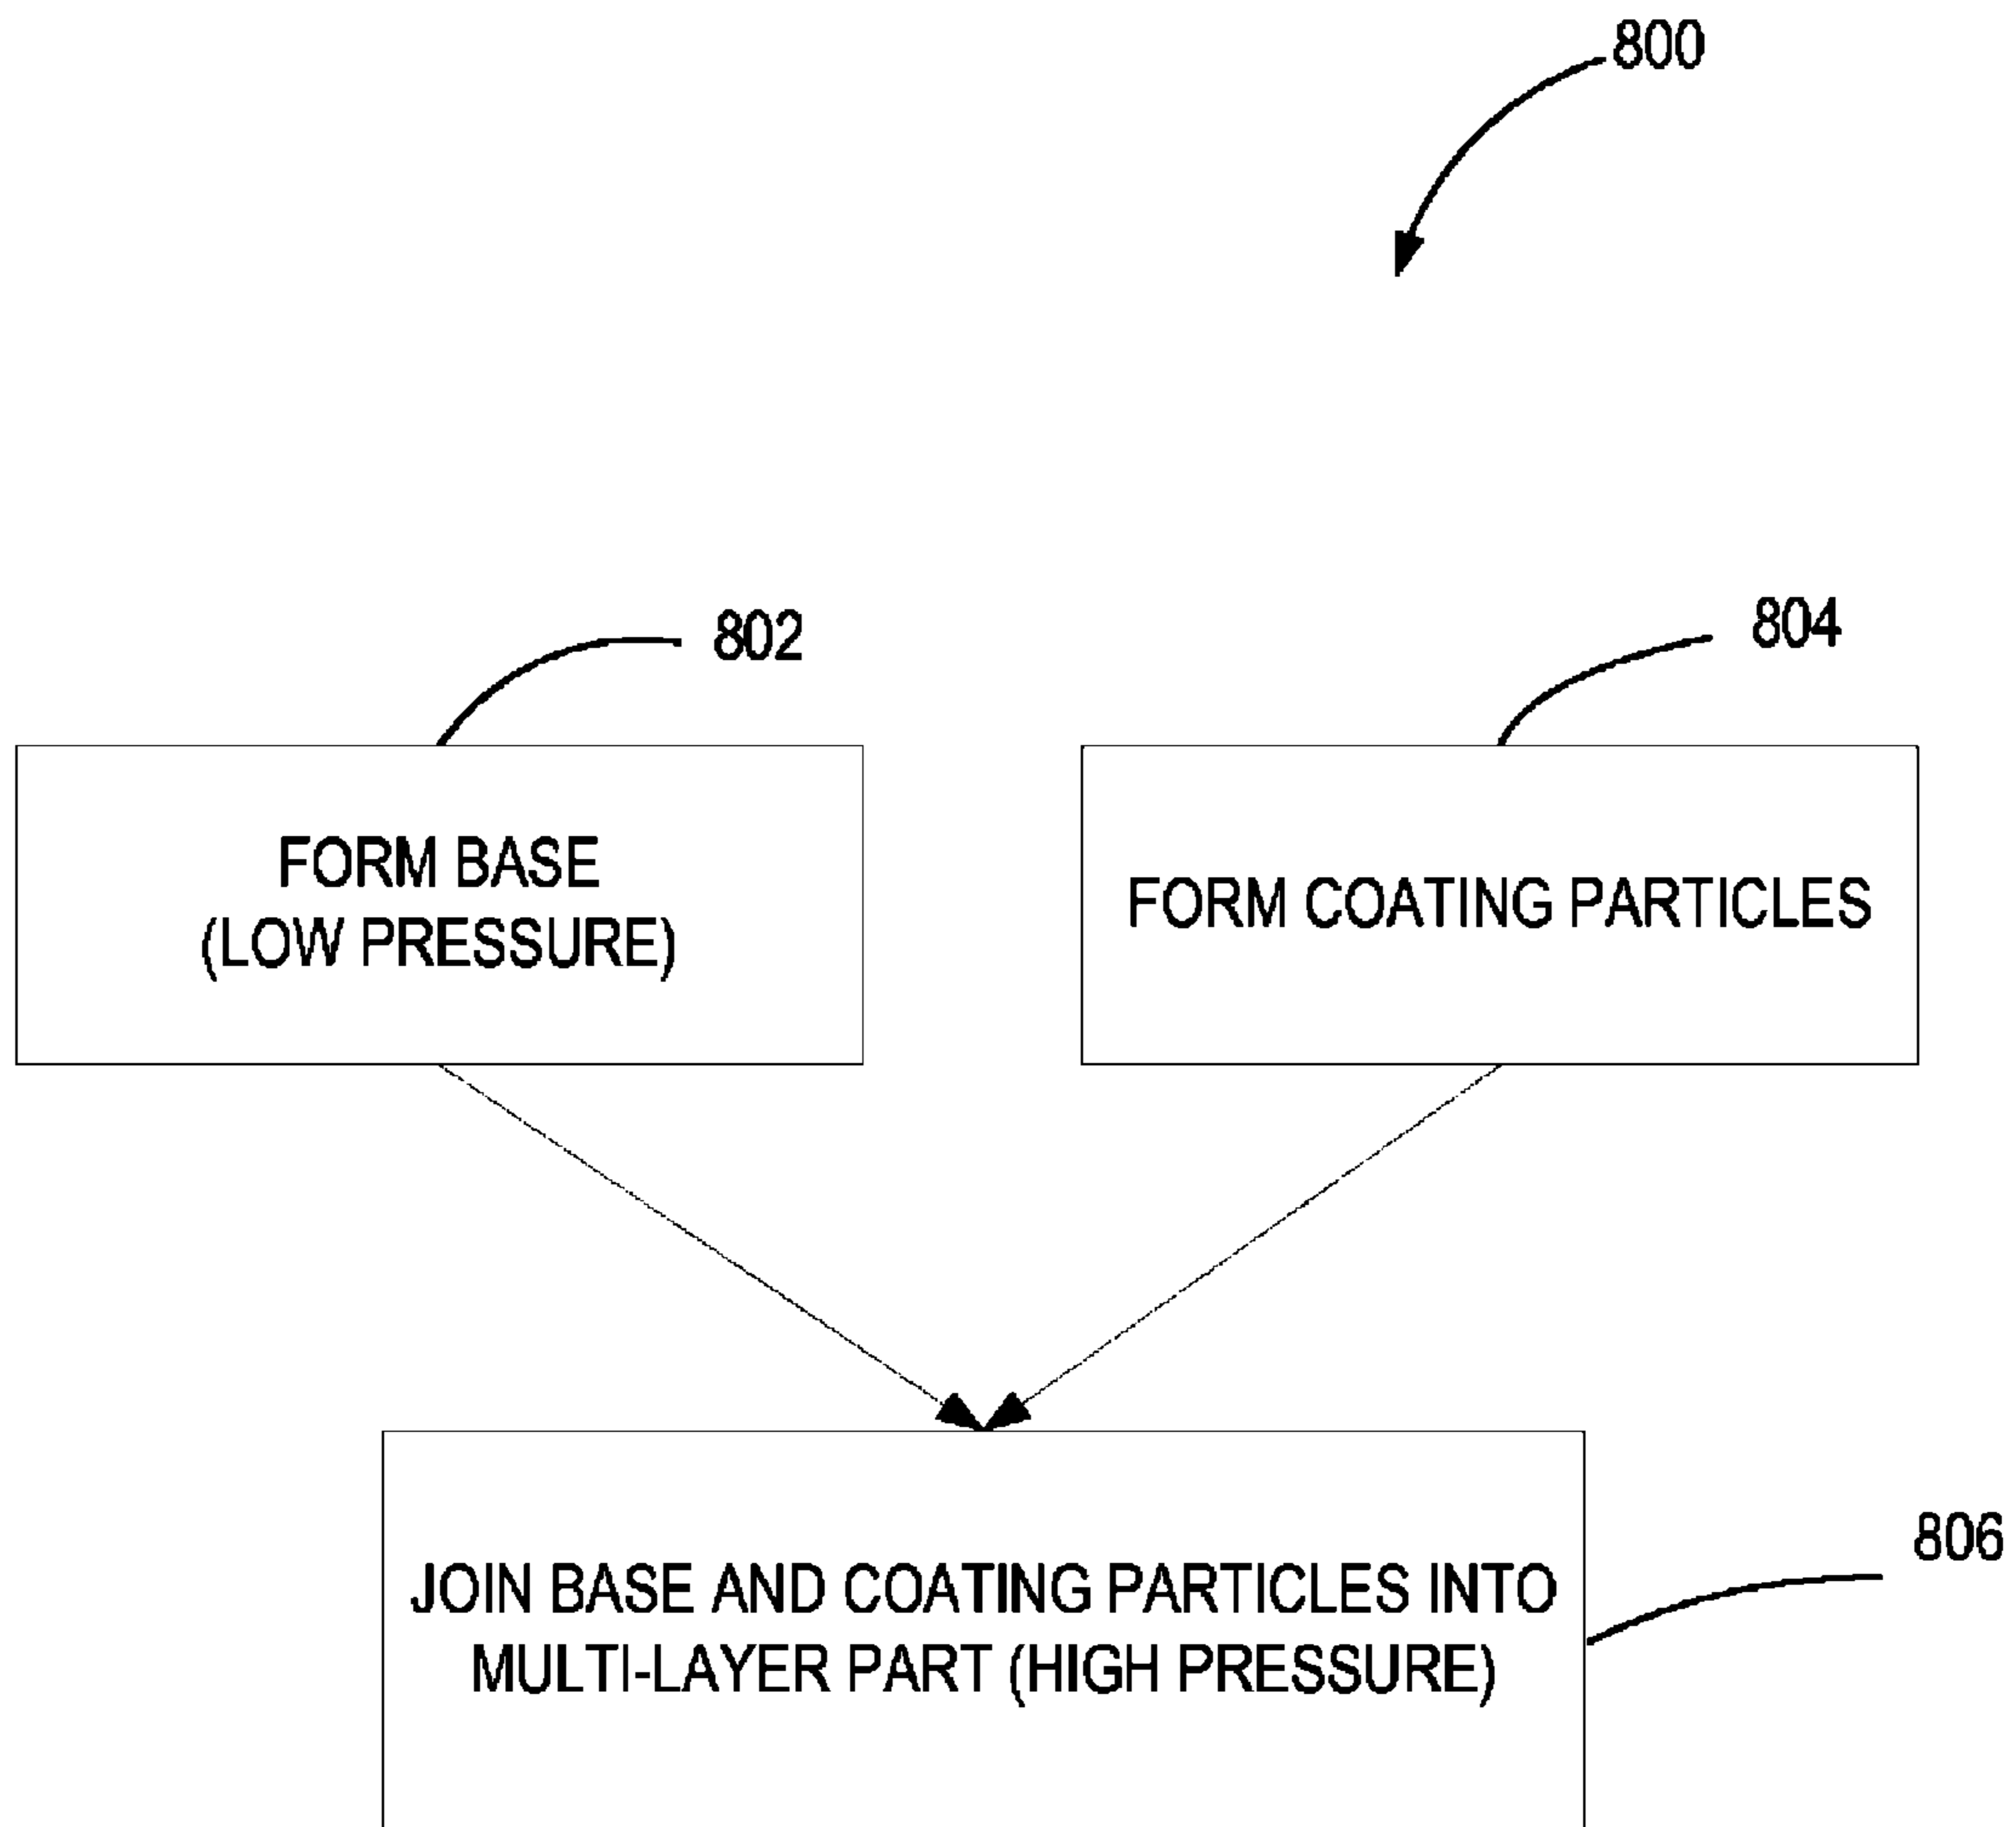 800
802
804
FORM BASE
(LOW PRESSURE)
FORM COATING PARTICLES
806
JOIN BASE AND COATING PARTICLES INTO
MULTI-LAYER PART (HIGH PRESSURE)